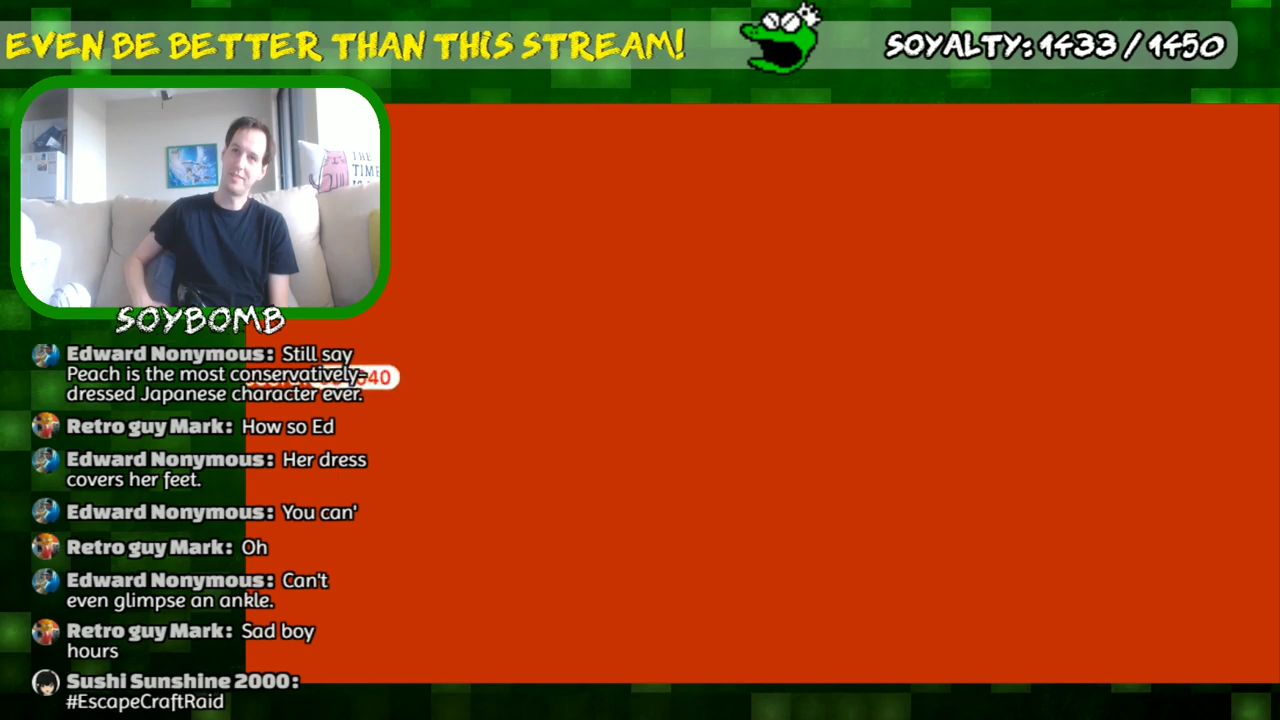 EVEN BE BETTER THAN THIS STREAM!
SOYALTY: 1433 / 1450
THE
TIME
SOYBOMB
Edward Nonymous: Still say
Peach is the most conservatively-
dressed Japanese character ever.
40
Retro guy Mark: How so Ed
Edward Nonymous: Her dress
covers her feet.
Edward Nonymous: You can'
Retro guy Mark: Oh
Edward Nonymous: Can't
even glimpse an ankle.
Retro guy Mark: Sad boy
hours
Sushi Sunshine 2000:
#EscapeCraftRaid